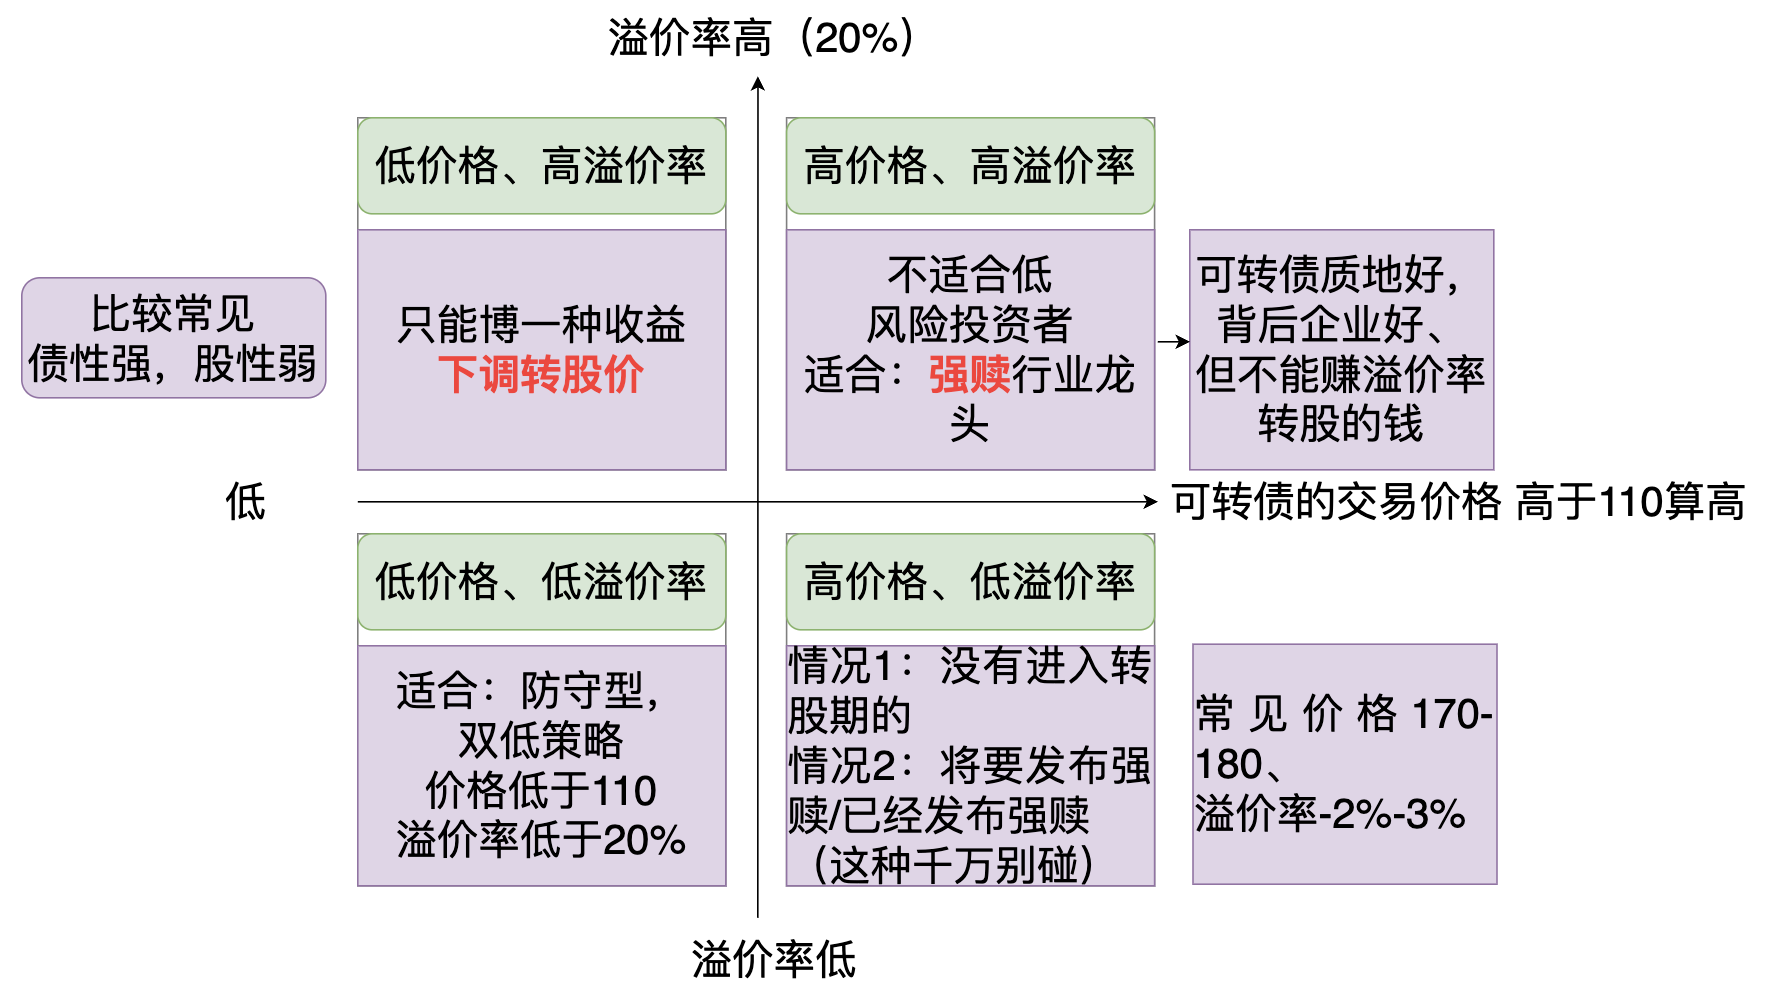 溢价率高（20%）
低价格、高溢价率
高价格、高溢价率
比较常见
债性强，股性弱
只能博一种收益
下调转股价
不适合低
风险投资者
适合：强赎行业龙
头
可转债质地好，
背后企业好、
但不能赚溢价率
转股的钱
低
可转债的交易价格 高于110算高
低价格、低溢价率
高价格、低溢价率
适合：防守型，
双低策略
价格低于110
溢价率低于20%
情况1：没有进入转
股期的
情况2：将要发布强
赎/已经发布强赎
（这种千万别碰）
常见价格170-
180、
溢价率-2%-3%
溢价率低